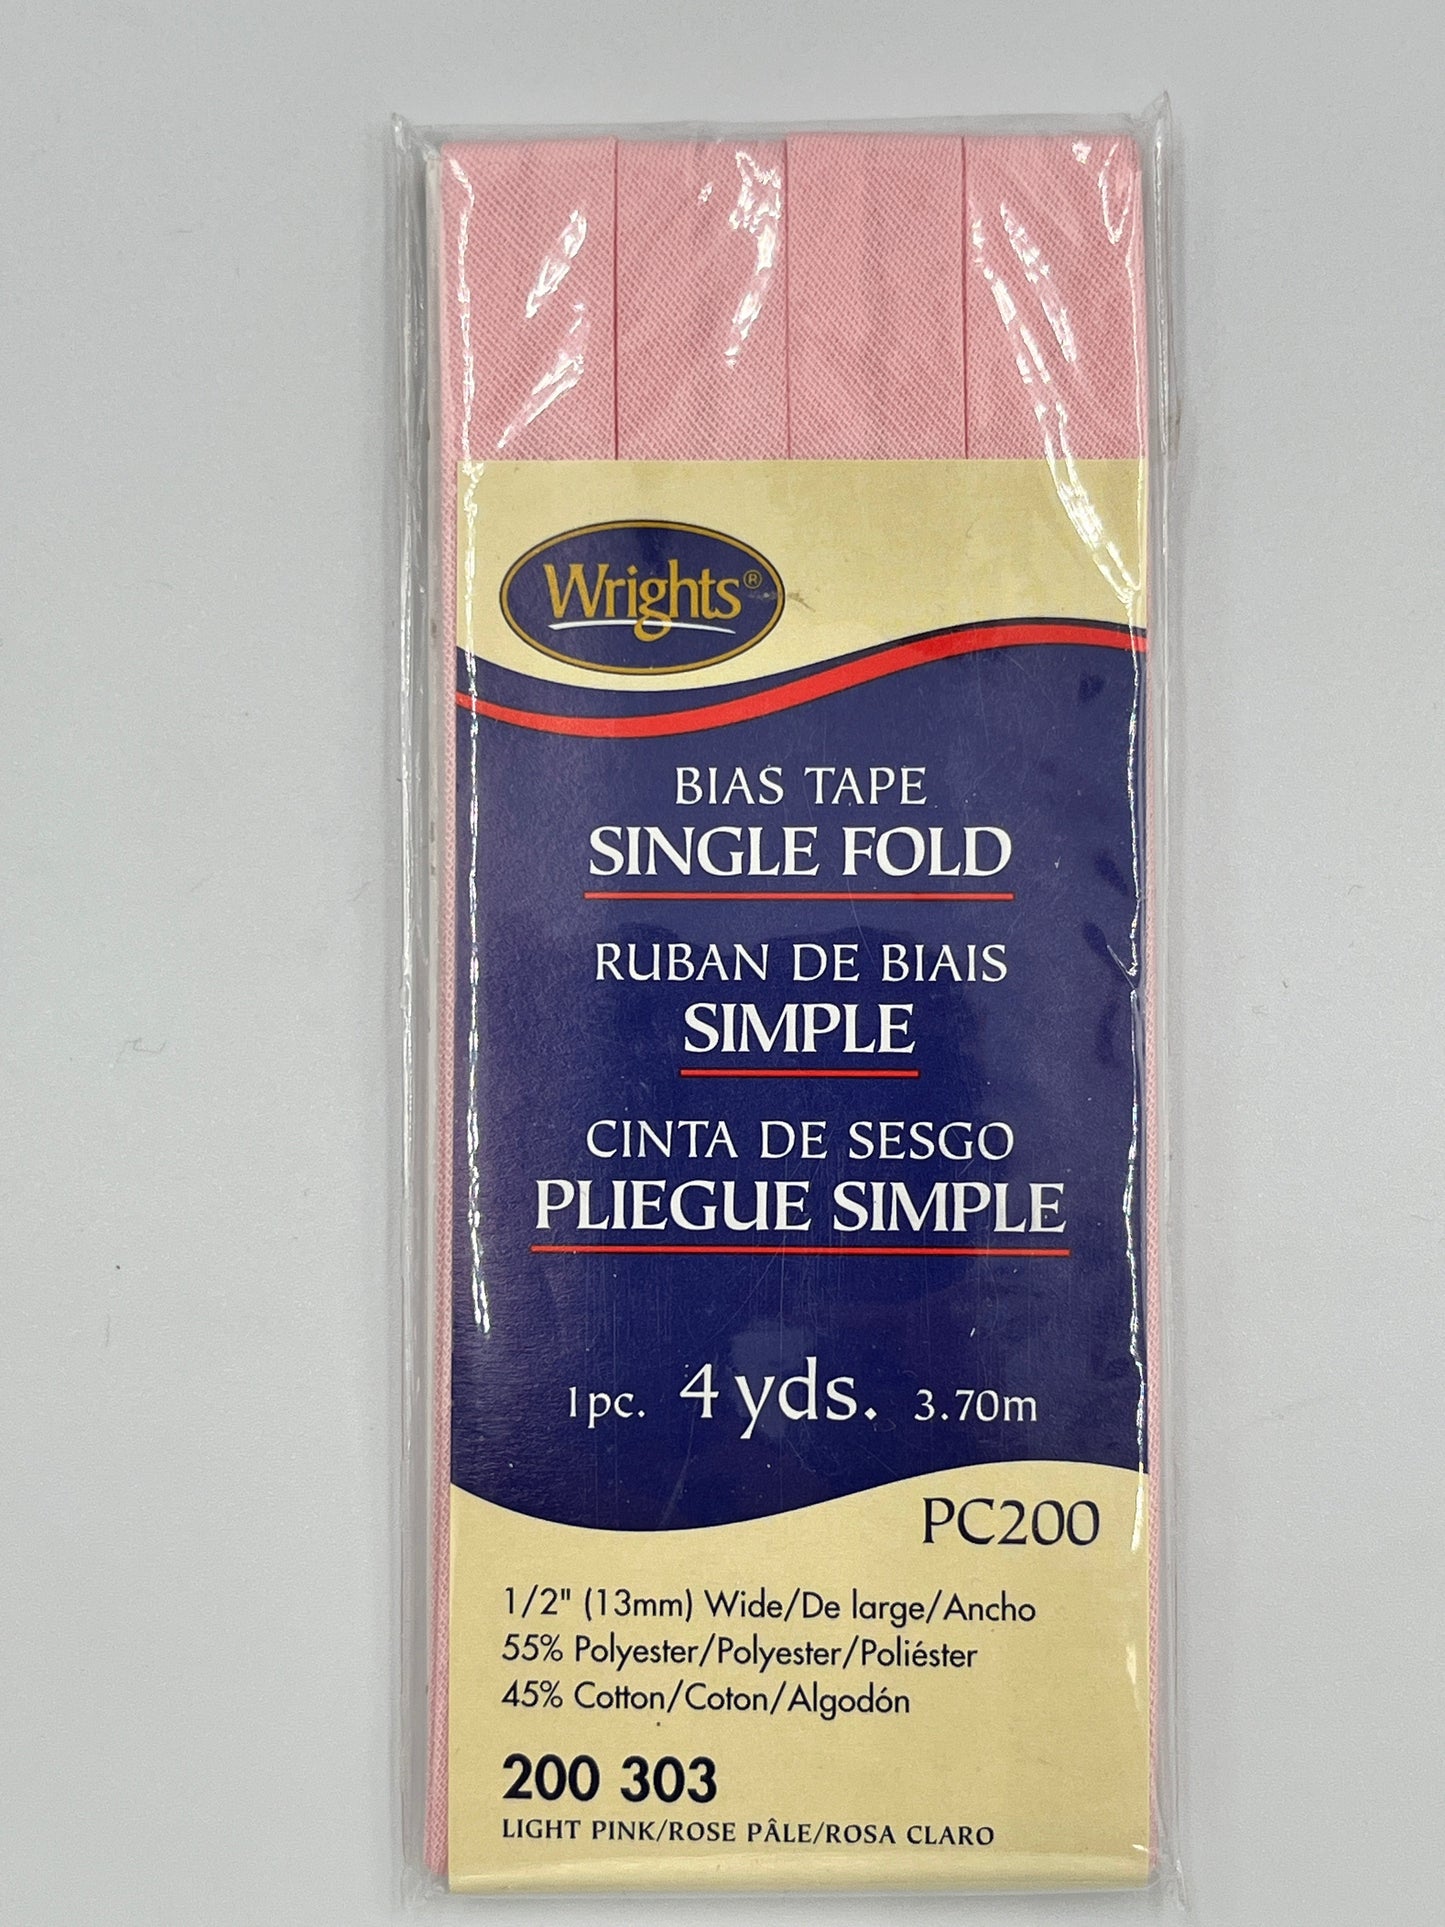 Wrights®
BIAS TAPE
SINGLE FOLD
RUBAN DE BIAIS
SIMPLE
CINTA DE SESGO
PLIEGUE SIMPLE
1 pc. 4 yds. 3.70m
PC200
1/2" (13mm) Wide/De large/Ancho
55% Polyester/Polyester/Poliéster
45% Cotton/Coton/Algodón
200 303
LIGHT PINK/ROSE PÂLE/ROSA CLARO